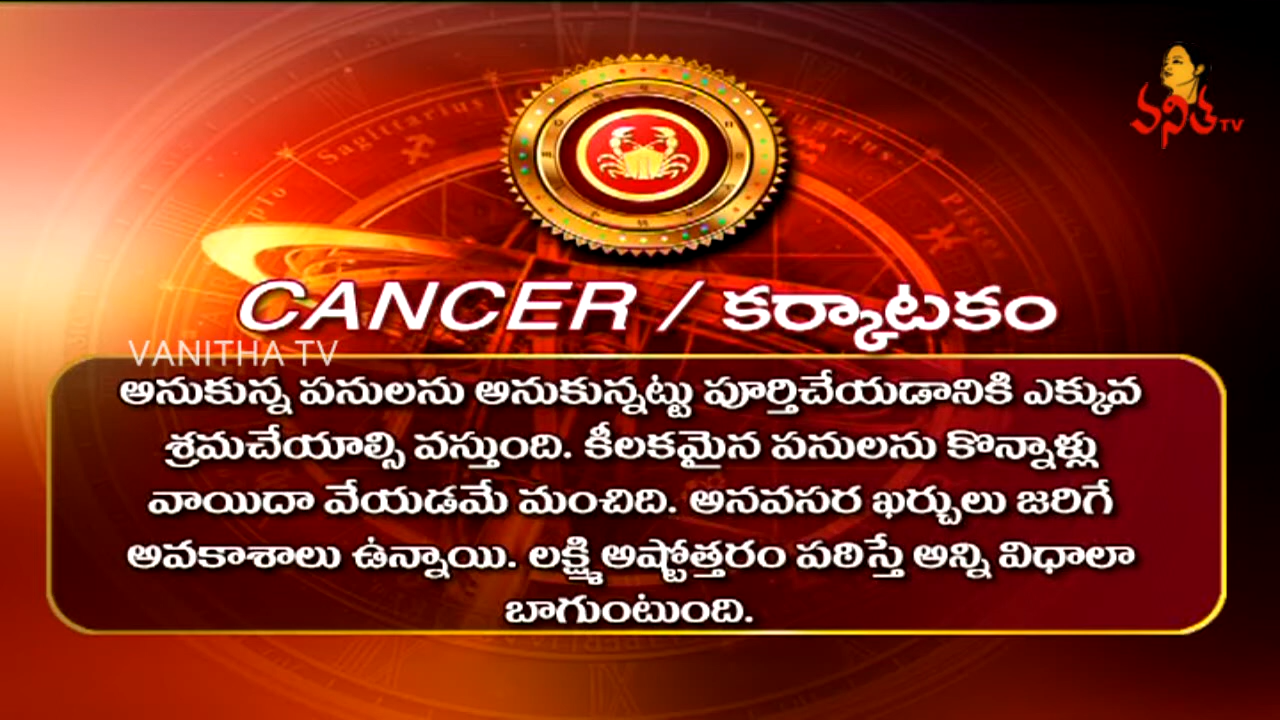 వనిత TV
Sagittarius
CANCER / కర్కాటకం
VANITHA TV
అనుకున్న పనులను అనుకున్నట్టు పూర్తిచేయడానికి ఎక్కువ
శ్రమచేయాల్సి వస్తుంది. కీలకమైన పనులను కొన్నాళ్లు
వాయిదా వేయడమే మంచిది. అనవసర ఖర్చులు జరిగే
అవకాశాలు ఉన్నాయి. లక్ష్మి అష్టోత్తరం పఠిస్తే అన్ని విధాలా
బాగుంటుంది.